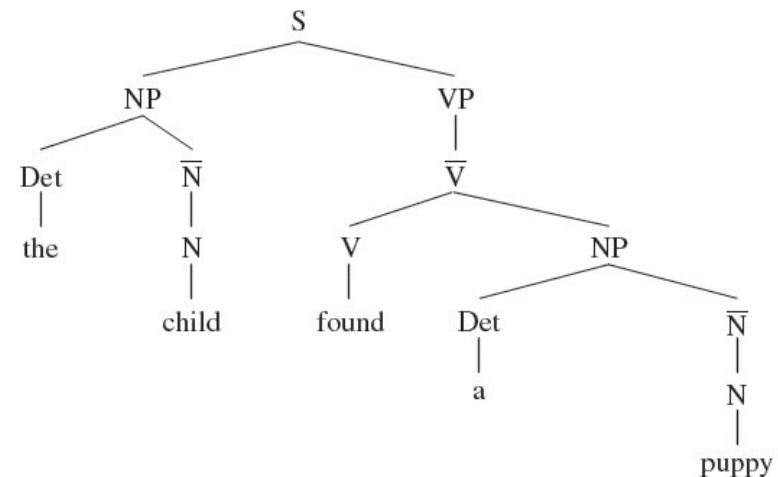 S
NP VP
Det N̅ V̅
the N V NP
child found Det N̅
a N
puppy